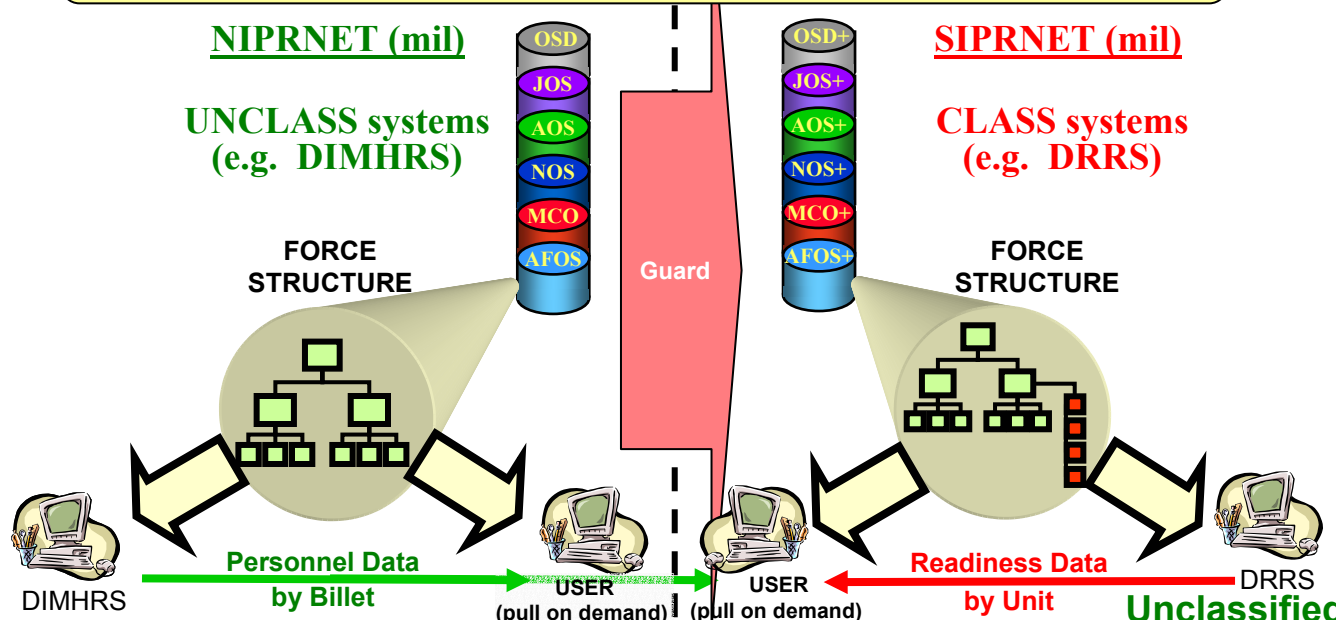 NIPRNET (mil)
UNCLASS systems
(e.g. DIMHRS)
OSD
JOS
AOS
NOS
MCO
AFOS
FORCE
STRUCTURE
Guard
OSD+
JOS+
AOS+
NOS+
MCO+
AFOS+
SIPRNET (mil)
CLASS systems
(e.g. DRRS)
FORCE
STRUCTURE
DIMHRS
Personnel Data
by Billet
USER
(pull on demand)
USER
(pull on demand)
Readiness Data
by Unit
DRRS
Unclassified